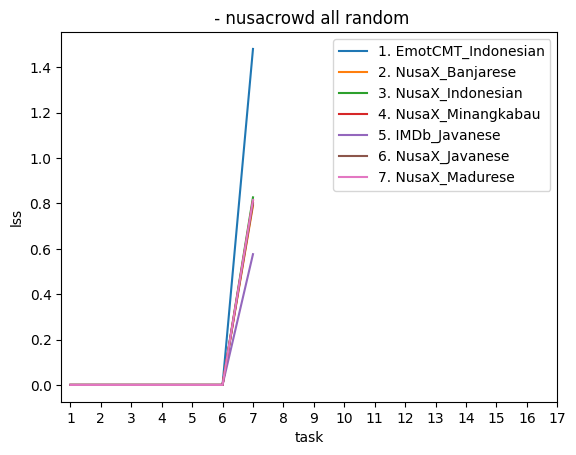 - nusacrowd all random
1. EmotCMT_Indonesian
2. NusaX_Banjarese
3. NusaX_Indonesian
4. NusaX_Minangkabau
5. IMDb_Javanese
6. NusaX_Javanese
7. NusaX_Madurese
1.4
1.2
1.0
0.8
0.6
0.4
0.2
0.0
lss
1 2 3 4 5 6 7 8 9 10 11 12 13 14 15 16 17
task